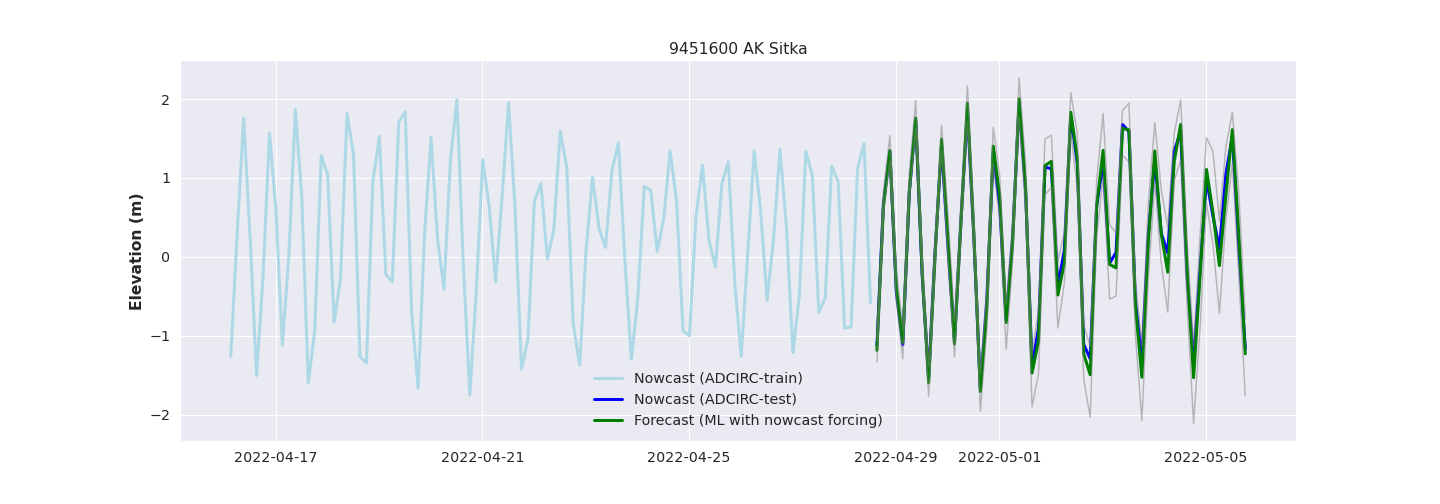 9451600 AK Sitka
Elevation (m)
2
1
0
−1
−2
Nowcast (ADCIRC-train)
Nowcast (ADCIRC-test)
Forecast (ML with nowcast forcing)
2022-04-17 2022-04-21 2022-04-25 2022-04-29 2022-05-01 2022-05-05